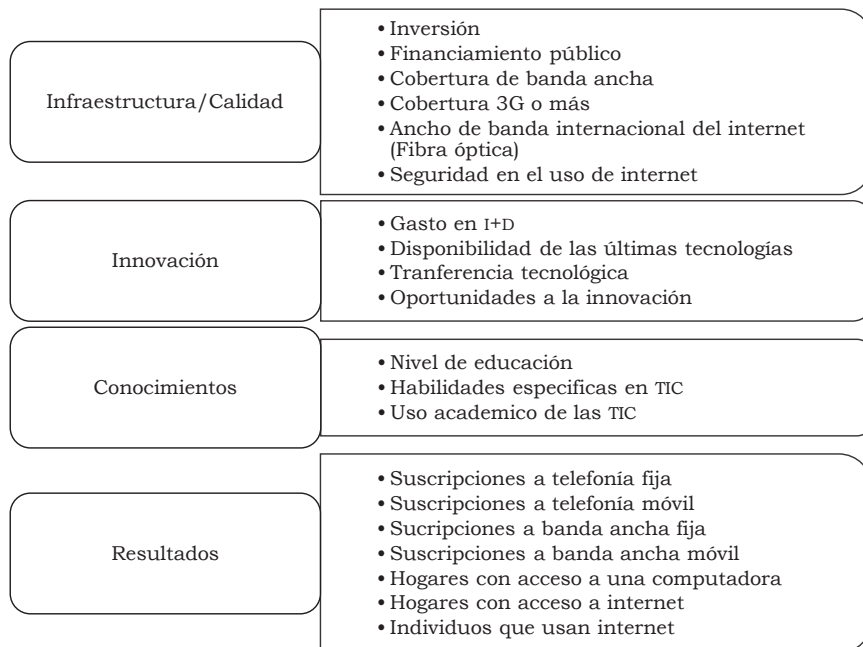 Infraestructura/Calidad
• Inversión
• Financiamiento público
• Cobertura de banda ancha
• Cobertura 3G o más
• Ancho de banda internacional del internet
(Fibra óptica)
• Seguridad en el uso de internet
Innovación
• Gasto en I+D
• Disponibilidad de las últimas tecnologías
• Tranferencia tecnológica
• Oportunidades a la innovación
Conocimientos
• Nivel de educación
• Habilidades especificas en TIC
• Uso academico de las TIC
Resultados
• Suscripciones a telefonía fija
• Suscripciones a telefonía móvil
• Sucripciones a banda ancha fija
• Suscripciones a banda ancha móvil
• Hogares con acceso a una computadora
• Hogares con acceso a internet
• Individuos que usan internet